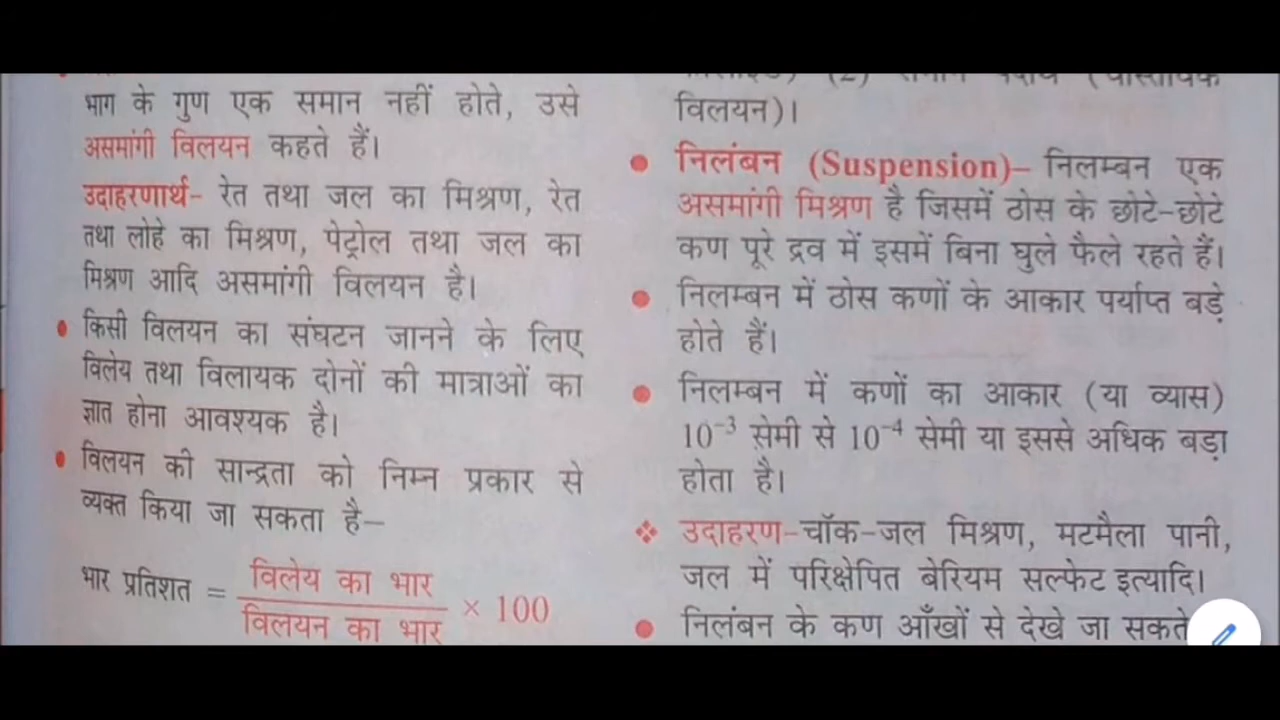 भाग के गुण एक समान नहीं होते, उसे
असमांगी विलयन कहते हैं।
उदाहरणार्थ- रेत तथा जल का मिश्रण, रेत
तथा लोहे का मिश्रण, पेट्रोल तथा जल का
मिश्रण आदि असमांगी विलयन है।
• किसी विलयन का संघटन जानने के लिए
विलेय तथा विलायक दोनों की मात्राओं का
ज्ञात होना आवश्यक है।
• विलयन की सान्द्रता को निम्न प्रकार से
व्यक्त किया जा सकता है–
भार प्रतिशत = विलेय का भार / विलयन का भार × 100
विलयन)।
• निलंबन (Suspension)– निलम्बन एक
असमांगी मिश्रण है जिसमें ठोस के छोटे-छोटे
कण पूरे द्रव में इसमें बिना घुले फैले रहते हैं।
• निलम्बन में ठोस कणों के आकार पर्याप्त बड़े
होते हैं।
• निलम्बन में कणों का आकार (या व्यास)
10⁻³ सेमी से 10⁻⁴ सेमी या इससे अधिक बड़ा
होता है।
❖ उदाहरण-चॉक-जल मिश्रण, मटमैला पानी,
जल में परिक्षेपित बेरियम सल्फेट इत्यादि।
• निलंबन के कण आँखों से देखे जा सकते